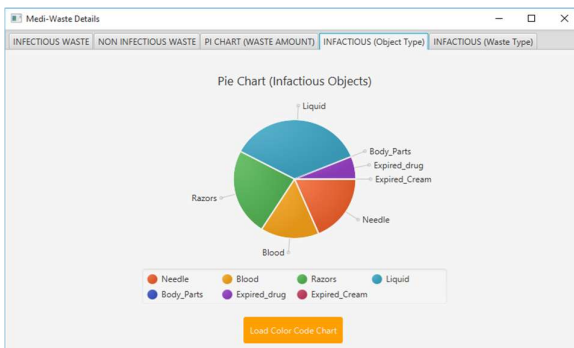 Medi-Waste Details
INFECTIOUS WASTE NON INFECTIOUS WASTE PI CHART (WASTE AMOUNT) INFACTIOUS (Object Type) INFACTIOUS (Waste Type)
Pie Chart (Infactious Objects)
Liquid
Body_Parts
Expired_drug
Expired_Cream
Razors
Needle
Blood
Needle Blood Razors Liquid
Body_Parts Expired_drug Expired_Cream
Load Color Code Chart